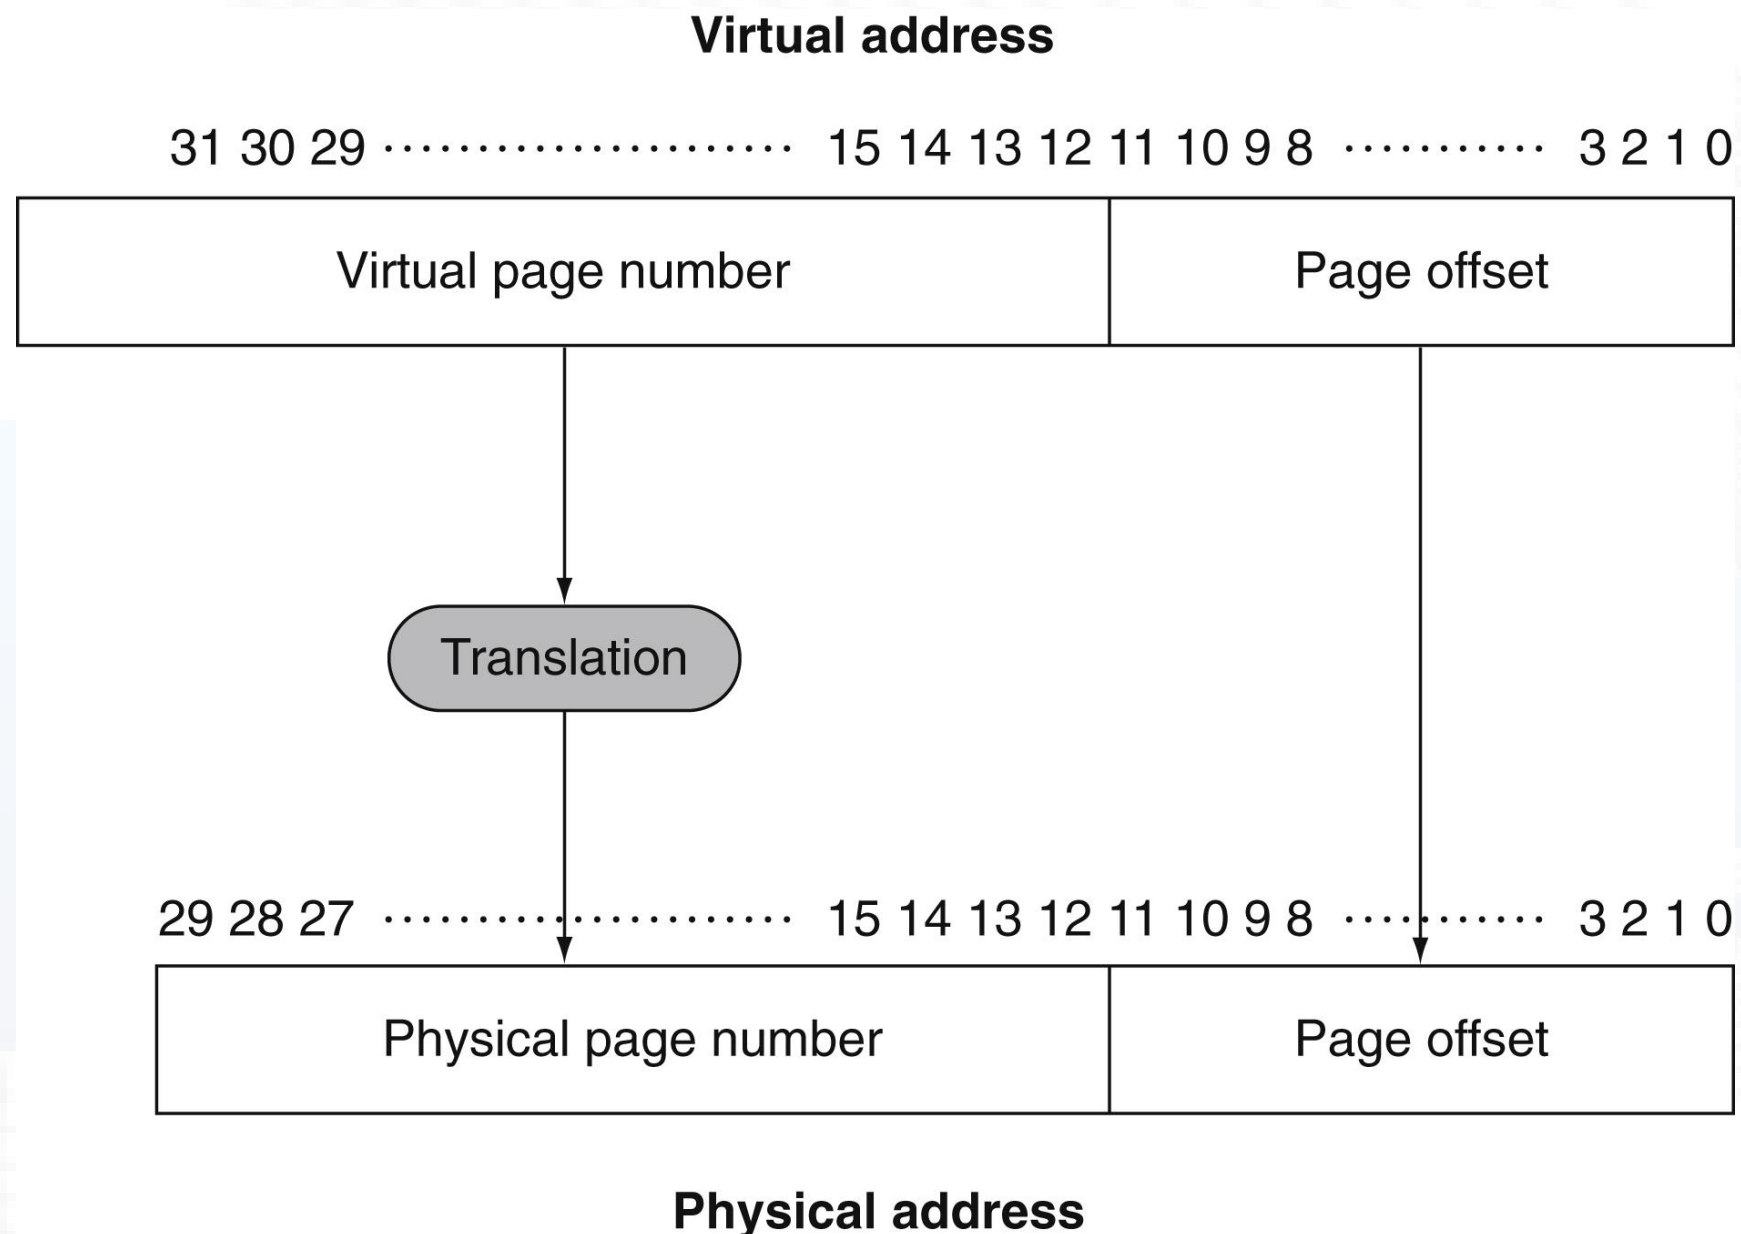 Virtual address
31 30 29 ······················ 15 14 13 12 11 10 9 8 ··········· 3 2 1 0
Virtual page number Page offset
Translation
29 28 27 ······················ 15 14 13 12 11 10 9 8 ··········· 3 2 1 0
Physical page number Page offset
Physical address